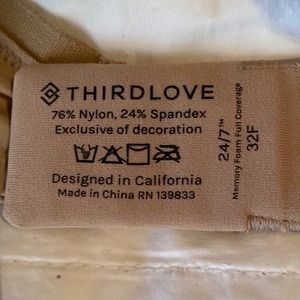 THIRDLOVE
76% Nylon, 24% Spandex
Exclusive of decoration
Designed in California
Made in China RN 139833
24/7™
Memory Foam Full Coverage
32F